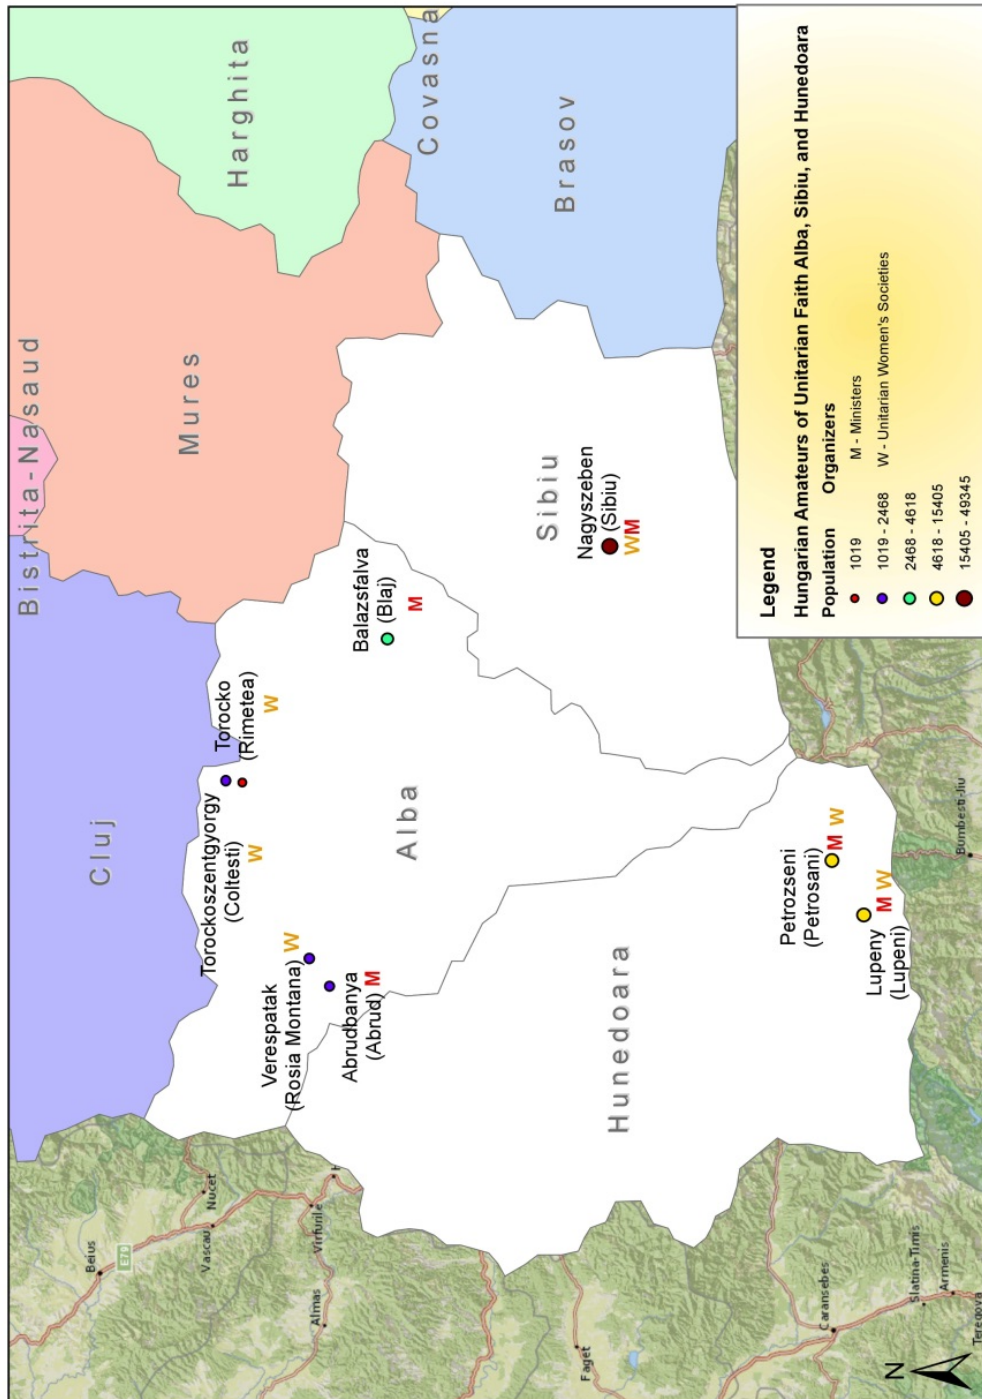 Bistrita-Nasaud
Cluj
Mures
Harghita
Covasna
Brasov
Sibiu
Alba
Hunedoara
Torocko
(Rimetea)
W
Torockoszentgyorgy
(Coltesti)
W
Verespatak
(Rosia Montana)
W
Abrudbanya
(Abrud)
M
Balazsfalva
(Blaj)
M
Nagyszeben
(Sibiu)
WM
Petrozseni
(Petrosani)
M W
Lupeny
(Lupeni)
M W
Beius
E79
Nucet
Vascau
Virfurile
H
Almas
Faget
Caransebes
Slatina-Timis
Armenis
Teregova
Bumbesti-Jiu
N
Legend
Hungarian Amateurs of Unitarian Faith Alba, Sibiu, and Hunedoara
Population Organizers
1019 M - Ministers
1019 - 2468 W - Unitarian Women's Societies
2468 - 4618
4618 - 15405
15405 - 49345